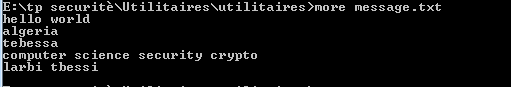 E:\tp securitè\Utilitaires\utilitaires>more message.txt
hello world
algeria
tebessa
computer science security crypto
larbi tbessi